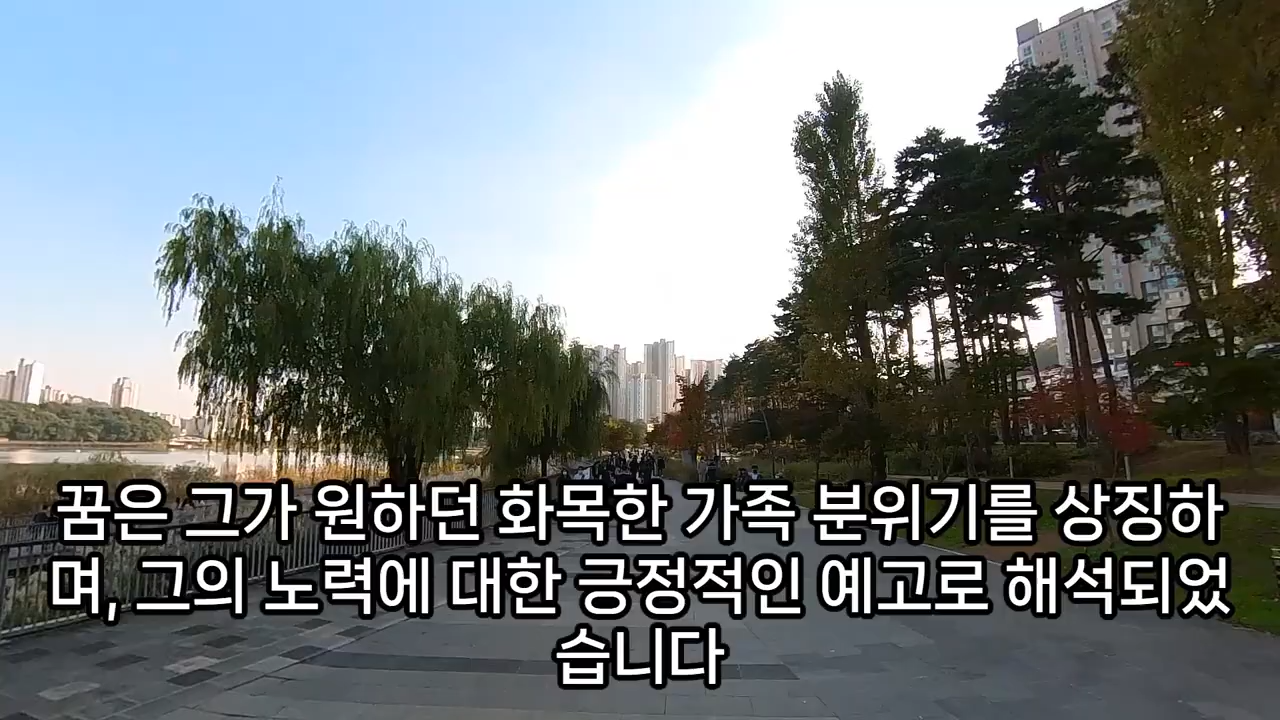 꿈은 그가 원하던 화목한 가족 분위기를 상징하
며, 그의 노력에 대한 긍정적인 예고로 해석되었
습니다